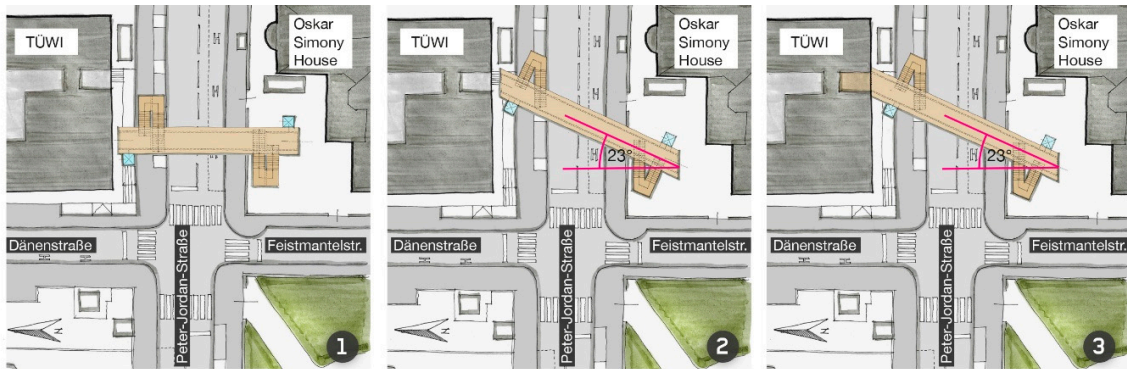 TÜWI
Oskar
Simony
House
H
H
Dänenstraße
Peter-Jordan-Straße
Feistmantelstr.
H
N
1
TÜWI
Oskar
Simony
House
H
H
23°
Dänenstraße
Peter-Jordan-Straße
Feistmantelstr.
H H
N
2
TÜWI
Oskar
Simony
House
H
H
23°
Dänenstraße
Peter-Jordan-Straße
Feistmantelstr.
H H
N
3